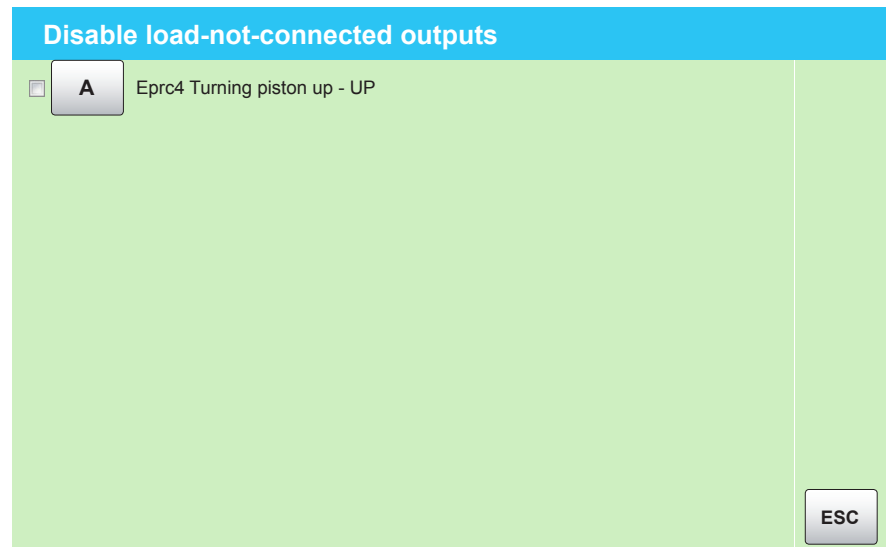 Disable load-not-connected outputs
A Eprc4 Turning piston up - UP
ESC